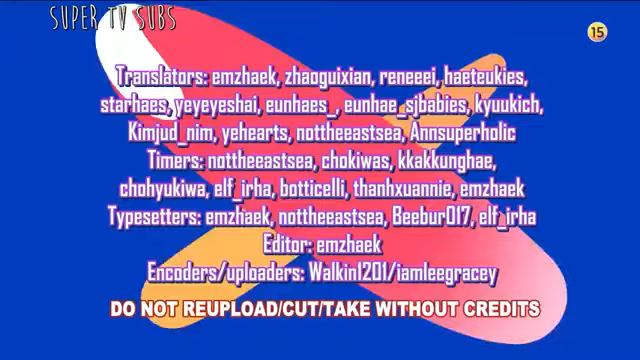 SUPER TV SUBS
15
Translators: emzhaek, zhaoguixian, reneeei, haeteukies,
starhaes, yeyeyeshai, eunhaes_, eunhae_sjbabies, kyuukich,
Kimjud_nim, yehearts, nottheeastsea, Annsuperholic
Timers: nottheeastsea, chokiwas, kkakkunghae,
chohyukiwa, elf_irha, botticelli, thanhxuannie, emzhaek
Typesetters: emzhaek, nottheeastsea, Beebur017, elf_irha
Editor: emzhaek
Encoders/uploaders: Walkin1201/iamleegracey
DO NOT REUPLOAD/CUT/TAKE WITHOUT CREDITS